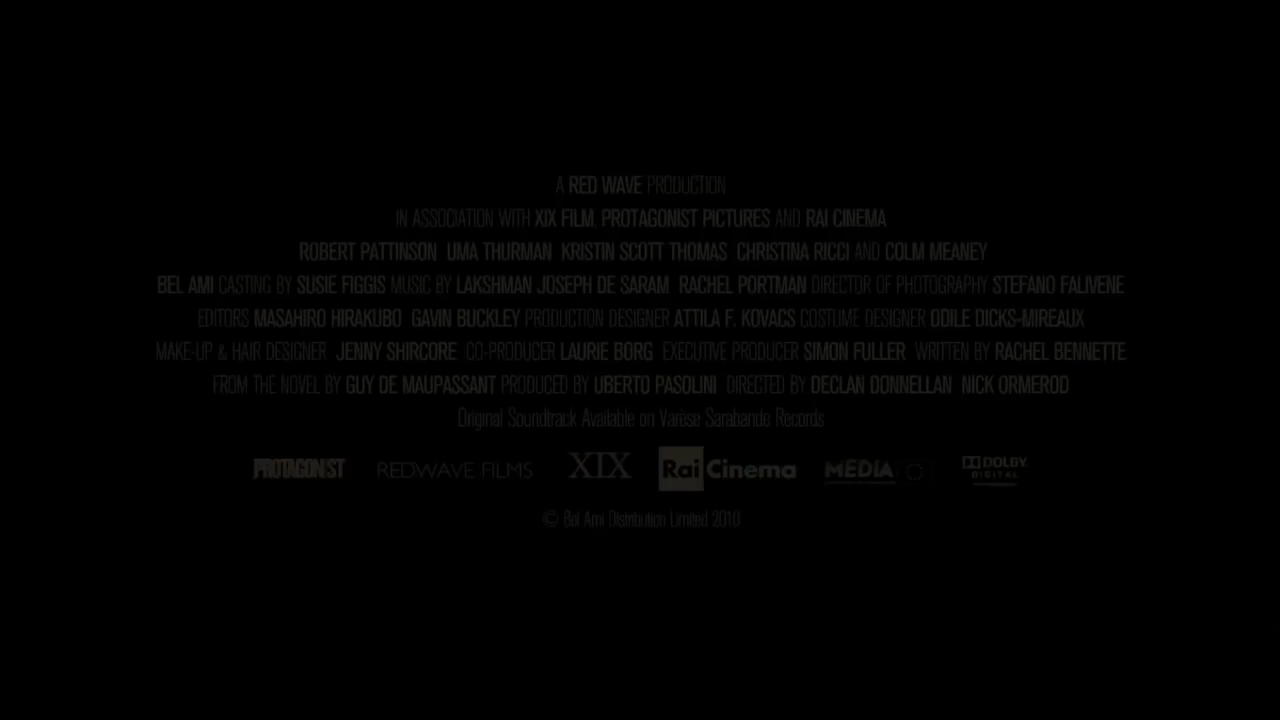 A RED WAVE PRODUCTION
IN ASSOCIATION WITH XIX FILM, PROTAGONIST PICTURES AND RAI CINEMA
ROBERT PATTINSON UMA THURMAN KRISTIN SCOTT THOMAS CHRISTINA RICCI AND COLM MEANEY
BEL AMI CASTING BY SUSIE FIGGIS MUSIC BY LAKSHMAN JOSEPH DE SARAM RACHEL PORTMAN DIRECTOR OF PHOTOGRAPHY STEFANO FALIVENE
EDITORS MASAHIRO HIRAKUBO GAVIN BUCKLEY PRODUCTION DESIGNER ATTILA F. KOVACS COSTUME DESIGNER ODILE DICKS-MIREAUX
MAKE-UP & HAIR DESIGNER JENNY SHIRCORE CO-PRODUCER LAURIE BORG EXECUTIVE PRODUCER SIMON FULLER WRITTEN BY RACHEL BENNETTE
FROM THE NOVEL BY GUY DE MAUPASSANT PRODUCED BY UBERTO PASOLINI DIRECTED BY DECLAN DONNELLAN NICK ORMEROD
Original Soundtrack Available on Varèse Sarabande Records
PROTAGONIST REDWAVE FILMS XIX Rai Cinema MEDIA DOLBY DIGITAL
© Bel Ami Distribution Limited 2010